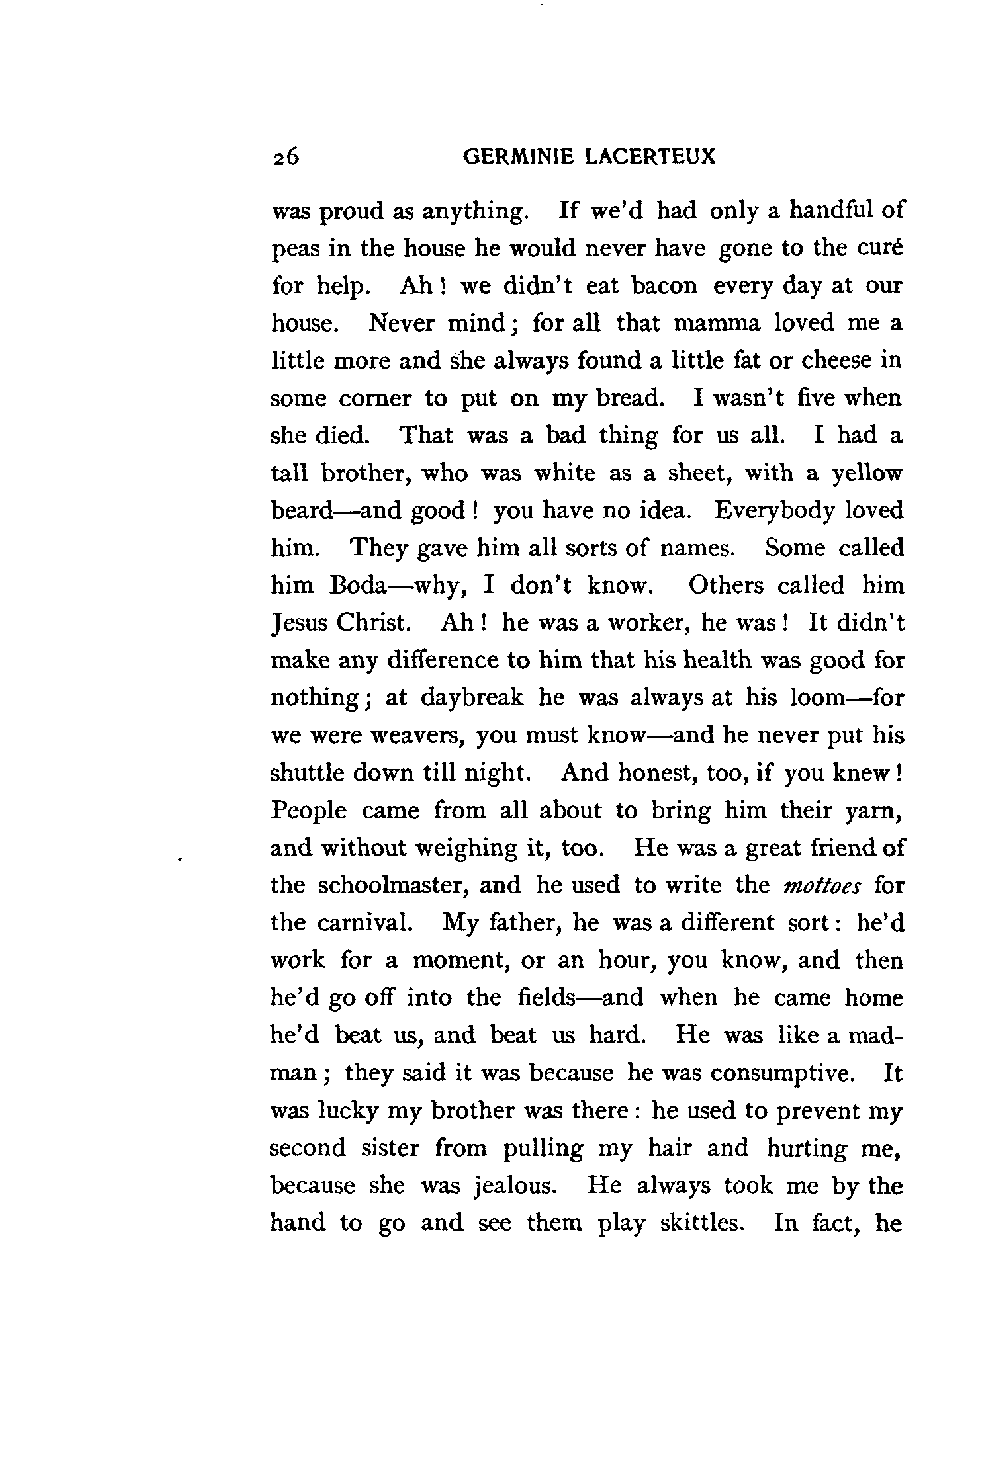 26 GERMINIE LACERTEUX
was proud as anything. If we'd had only a handful of
peas in the house he would never have gone to the curé
for help. Ah! we didn't eat bacon every day at our
house. Never mind; for all that mamma loved me a
little more and she always found a little fat or cheese in
some corner to put on my bread. I wasn't five when
she died. That was a bad thing for us all. I had a
tall brother, who was white as a sheet, with a yellow
beard—and good! you have no idea. Everybody loved
him. They gave him all sorts of names. Some called
him Boda—why, I don't know. Others called him
Jesus Christ. Ah! he was a worker, he was! It didn't
make any difference to him that his health was good for
nothing; at daybreak he was always at his loom—for
we were weavers, you must know—and he never put his
shuttle down till night. And honest, too, if you knew!
People came from all about to bring him their yarn,
and without weighing it, too. He was a great friend of
the schoolmaster, and he used to write the mottoes for
the carnival. My father, he was a different sort: he'd
work for a moment, or an hour, you know, and then
he'd go off into the fields—and when he came home
he'd beat us, and beat us hard. He was like a mad-
man; they said it was because he was consumptive. It
was lucky my brother was there: he used to prevent my
second sister from pulling my hair and hurting me,
because she was jealous. He always took me by the
hand to go and see them play skittles. In fact, he